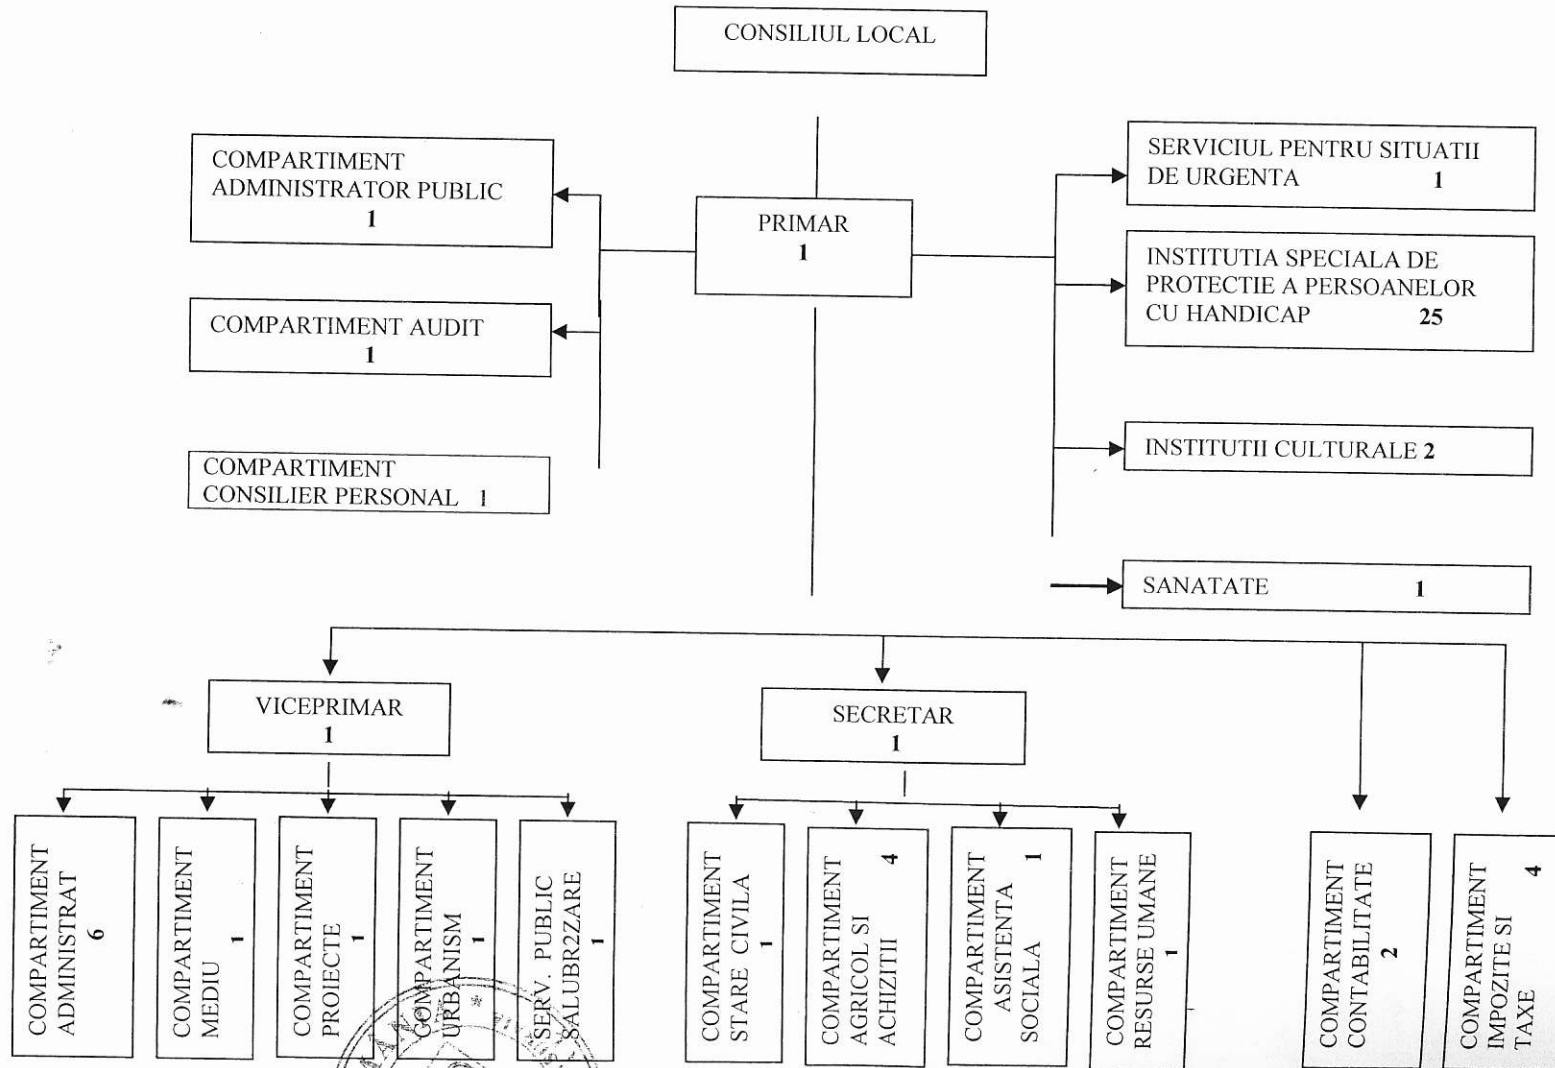 CONSILIUL LOCAL
COMPARTIMENT
ADMINISTRATOR PUBLIC
1
PRIMAR
1
SERVICIUL PENTRU SITUATII
DE URGENTA 1
INSTITUTIA SPECIALA DE
PROTECTIE A PERSOANELOR
CU HANDICAP 25
COMPARTIMENT AUDIT
1
INSTITUTII CULTURALE 2
COMPARTIMENT
CONSILIER PERSONAL 1
SANATATE 1
VICEPRIMAR
1
SECRETAR
1
COMPARTIMENT
ADMINISTRAT
6
COMPARTIMENT
MEDIU
1
COMPARTIMENT
PROIECTE
1
COMPARTIMENT
URBANISM
1
SERV. PUBLIC
SALUBR2ZARE
1
COMPARTIMENT
STARE CIVILA
1
COMPARTIMENT
AGRICOL SI
ACHIZITII
4
COMPARTIMENT
ASISTENTA
SOCIALA
1
COMPARTIMENT
RESURSE UMANE
1
COMPARTIMENT
CONTABILITATE
2
COMPARTIMENT
IMPOZITE SI
TAXE
4